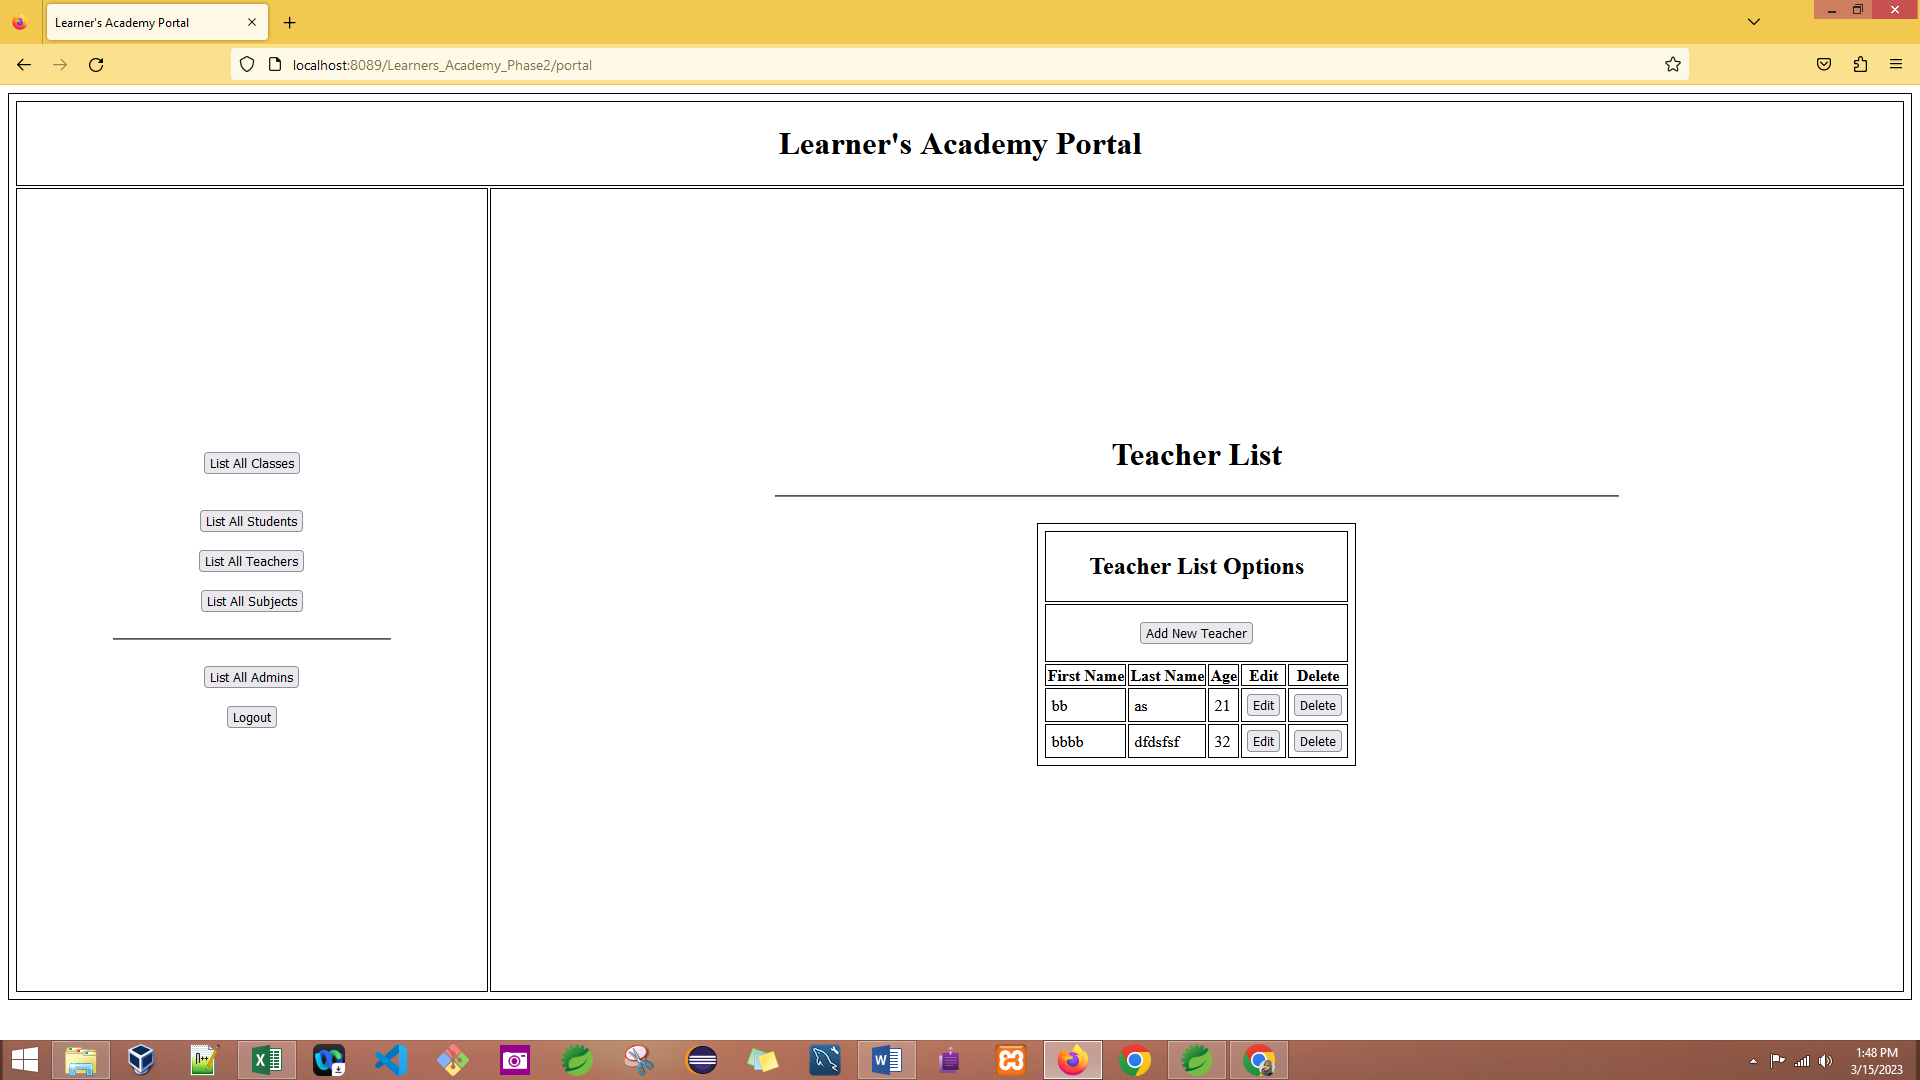 Learner's Academy Portal
localhost:8089/Learners_Academy_Phase2/portal
Learner's Academy Portal
List All Classes
List All Students
List All Teachers
List All Subjects
List All Admins
Logout
Teacher List
Teacher List Options
Add New Teacher
First Name Last Name Age Edit Delete
bb as 21 Edit Delete
bbbb dfdsfsf 32 Edit Delete
1:48 PM
3/15/2023